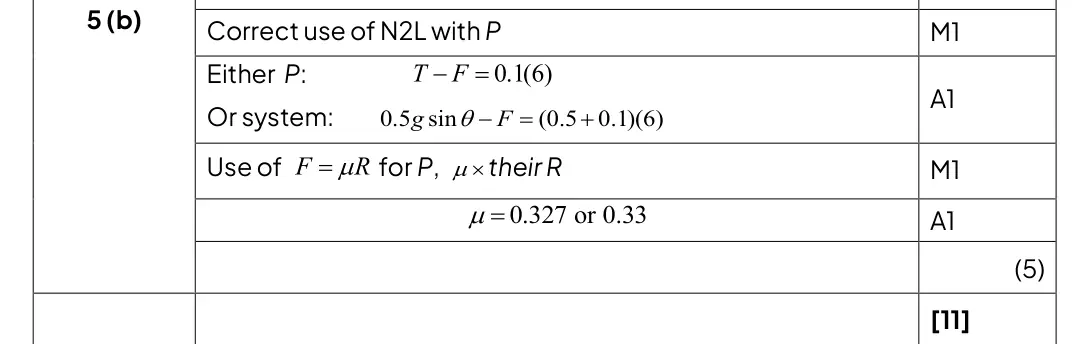 5 (b)
Correct use of N2L with P M1
Either P: T − F = 0.1(6)
Or system: 0.5g sin θ − F = (0.5 + 0.1)(6)
A1
Use of F = μR for P, μ × their R M1
μ = 0.327 or 0.33 A1
(5)
[11]